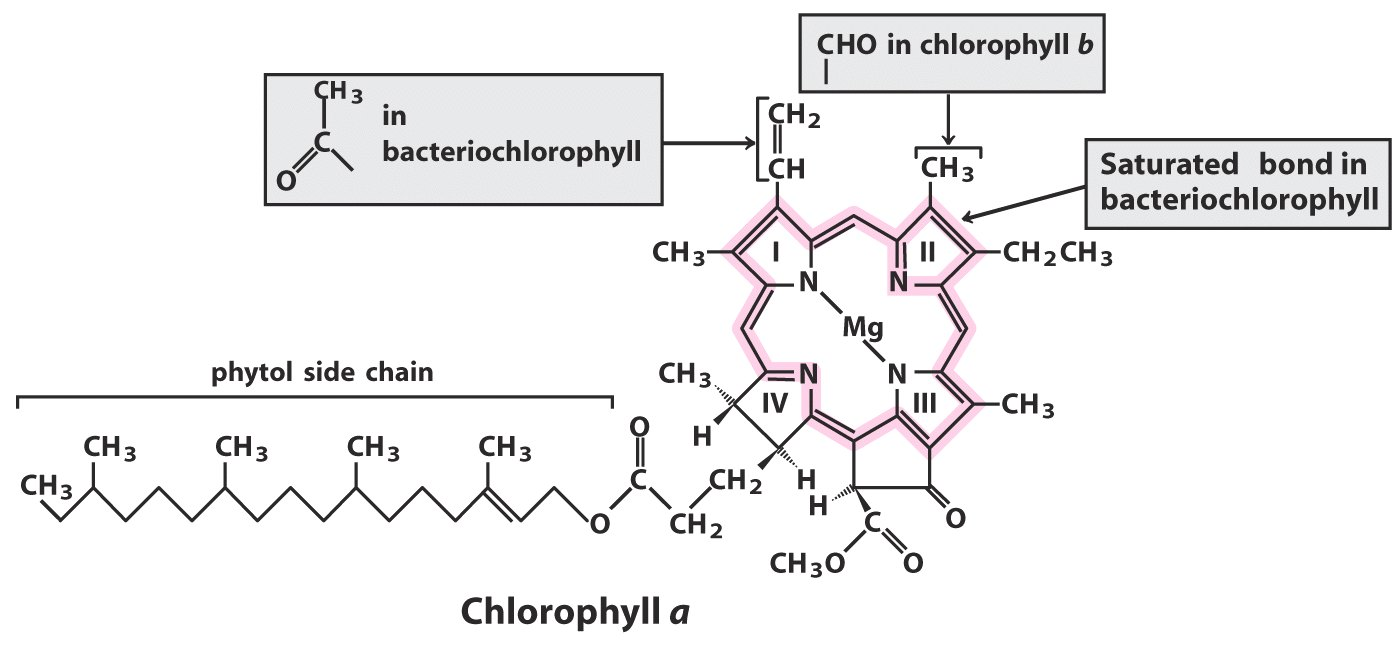 CHO in chlorophyll b
CH3
C
O
in
bacteriochlorophyll
CH2
CH
CH3
Saturated bond in
bacteriochlorophyll
CH3
I
II
CH2CH3
N
N
Mg
phytol side chain
CH3
N
N
IV
III
CH3
H
O
CH3
CH3
CH3
CH3
CH3
C
CH2
H
H
O
CH2
O
C
CH3O
O
Chlorophyll a